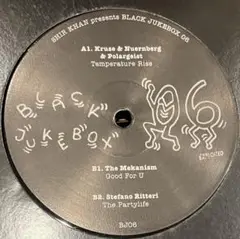 SHIR KHAN presents BLACK JUKEBOX 06
A1. Kruse & Nuernberg
& Polargeist
Temperature Rise
BLACK
JUKEBOX
06
B1. The Mekanism
Good For U
B2. Stefano Ritteri
The Partylife
BJ06